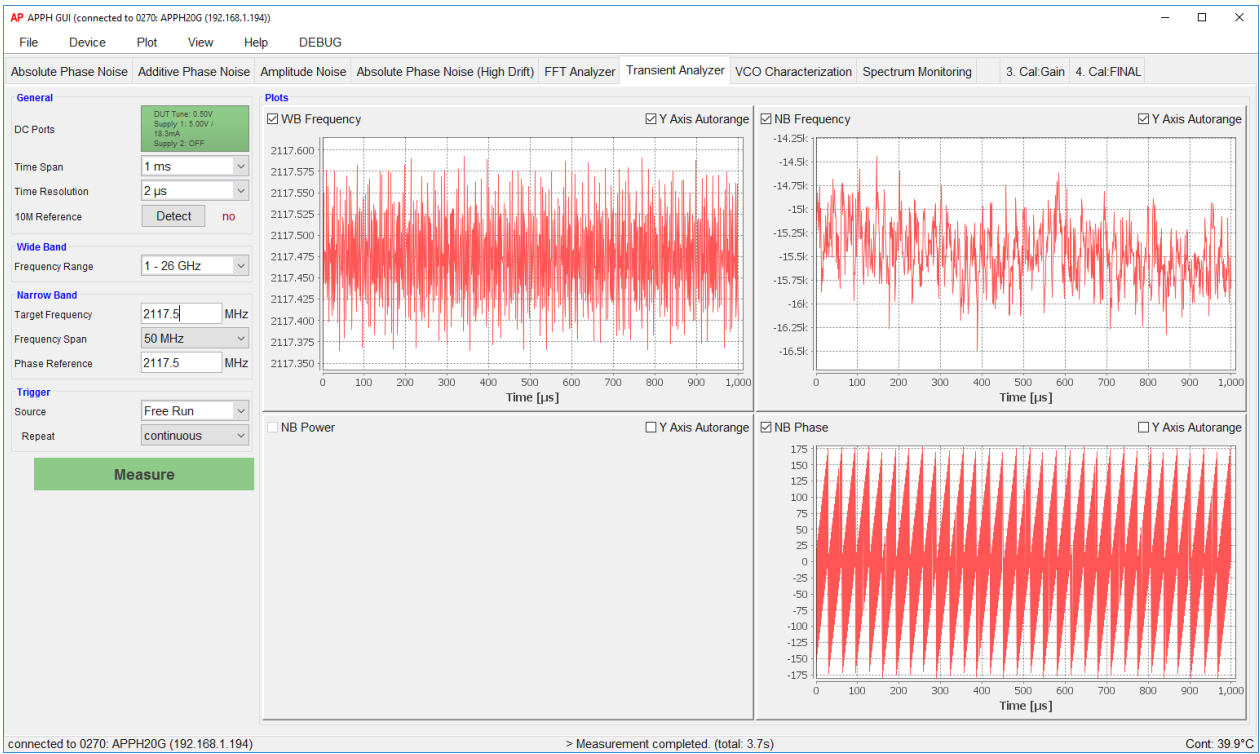 AP APPH GUI (connected to 0270: APPH20G (192.168.1.194))
File Device Plot View Help DEBUG
Absolute Phase Noise Additive Phase Noise Amplitude Noise Absolute Phase Noise (High Drift) FFT Analyzer Transient Analyzer VCO Characterization Spectrum Monitoring 3. Cal:Gain 4. Cal:FINAL
General
DC Ports
DUT Tune: 0.50V
Supply 1: 5.00V /
18.3mA
Supply 2: OFF
Time Span 1 ms
Time Resolution 2 µs
10M Reference Detect no
Wide Band
Frequency Range 1 - 26 GHz
Narrow Band
Target Frequency 2117.5 MHz
Frequency Span 50 MHz
Phase Reference 2117.5 MHz
Trigger
Source Free Run
Repeat continuous
Measure
Plots
WB Frequency Y Axis Autorange
2117.600
2117.575
2117.550
2117.525
2117.500
2117.475
2117.450
2117.425
2117.400
2117.375
2117.350
0 100 200 300 400 500 600 700 800 900 1,000
Time [µs]
NB Frequency Y Axis Autorange
-14.25k
-14.5k
-14.75k
-15k
-15.25k
-15.5k
-15.75k
-16k
-16.25k
-16.5k
0 100 200 300 400 500 600 700 800 900 1,000
Time [µs]
NB Power Y Axis Autorange
NB Phase Y Axis Autorange
175
150
125
100
75
50
25
0
-25
-50
-75
-100
-125
-150
-175
0 100 200 300 400 500 600 700 800 900 1,000
Time [µs]
connected to 0270: APPH20G (192.168.1.194) > Measurement completed. (total: 3.7s) Cont: 39.9°C